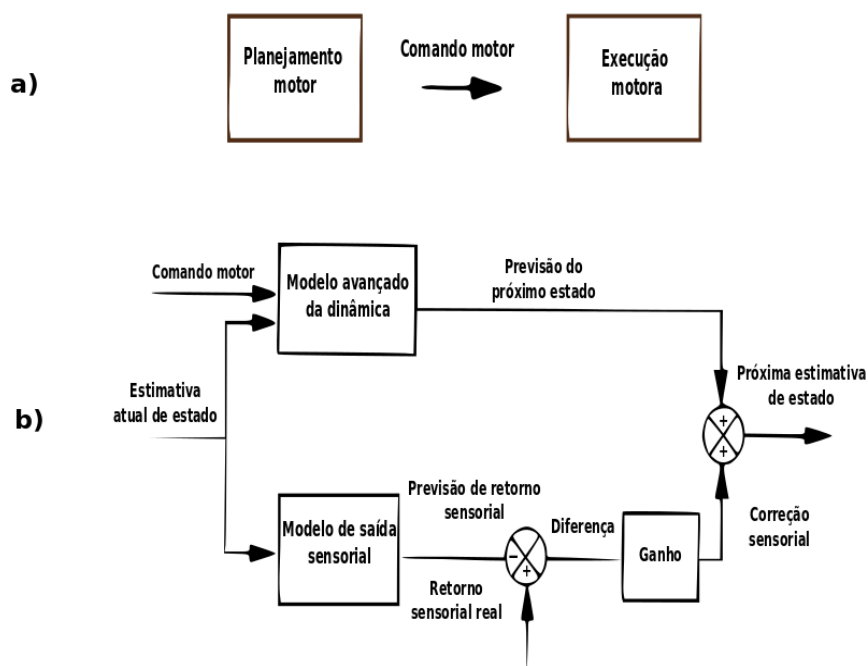 a)
Planejamento
motor
Comando motor
Execução
motora
b)
Comando motor
Modelo avançado
da dinâmica
Previsão do
próximo estado
Estimativa
atual de estado
+
+
Próxima estimativa
de estado
Modelo de saída
sensorial
Previsão de retorno
sensorial
Retorno
sensorial real
−
+
Diferença
Ganho
Correção
sensorial